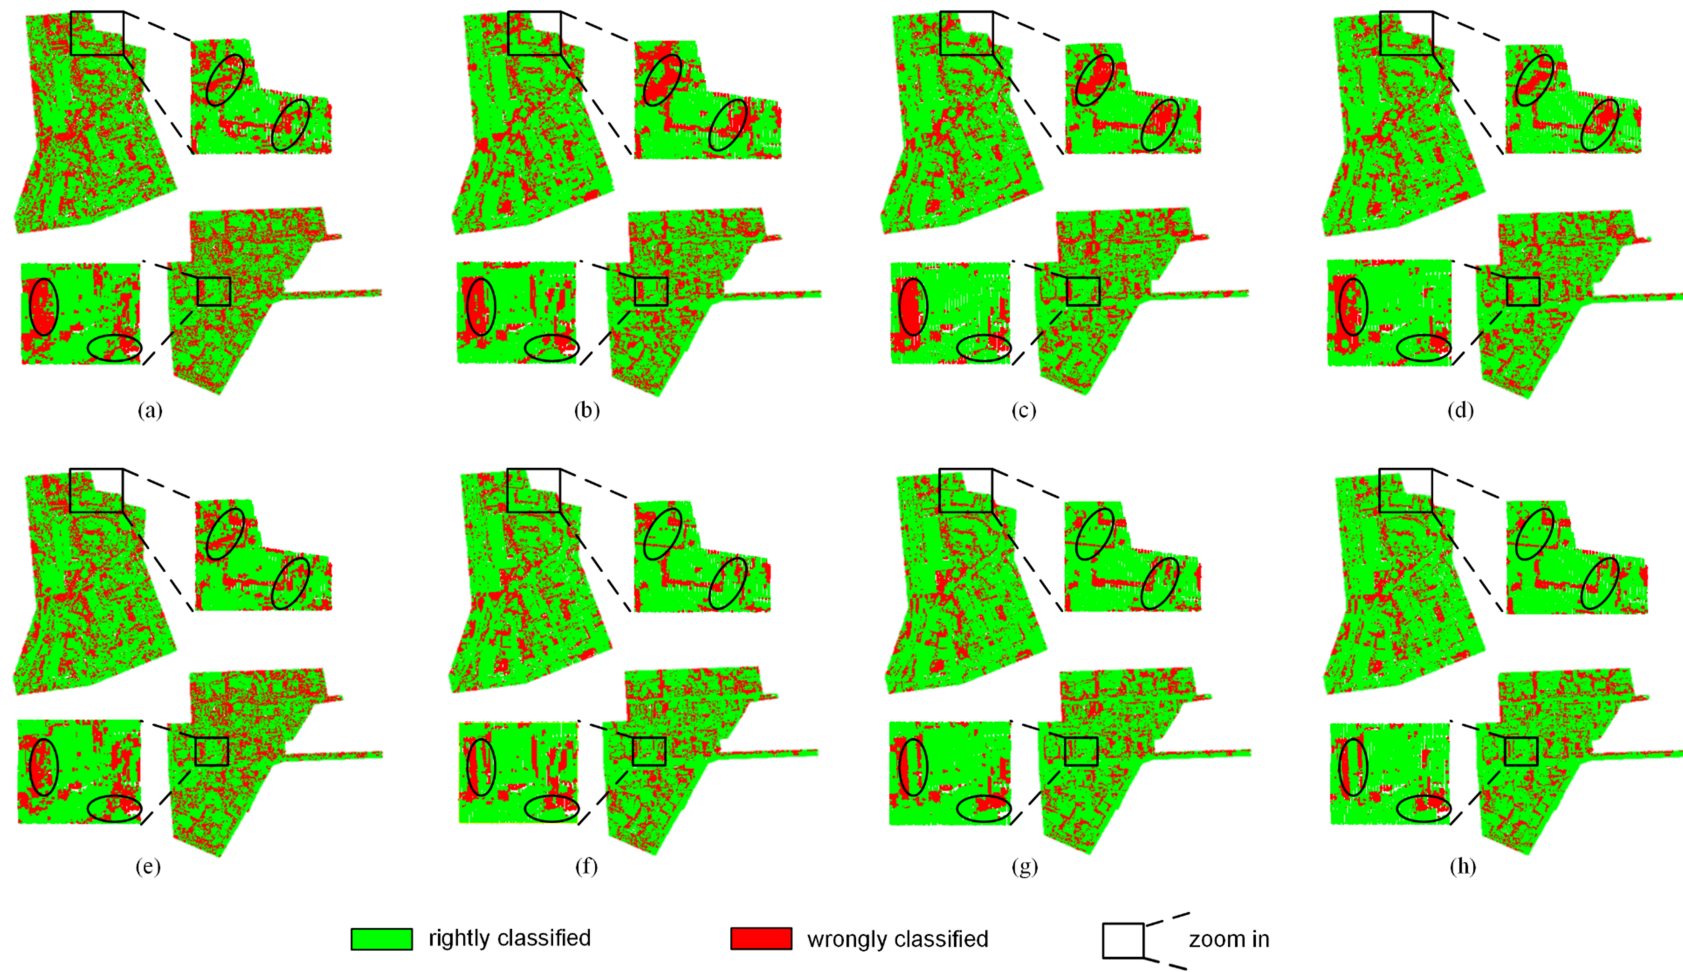 (a) (b) (c) (d)
(e) (f) (g) (h)
rightly classified wrongly classified zoom in